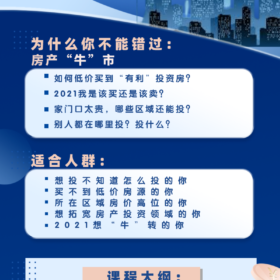 为什么你不能错过：
房产“牛”市
如何低价买到“有利”投资房？
2021我是该买还是该卖？
家门口太贵，哪些区域还能投？
别人都在哪里投？投什么？
适合人群：
想投不知道怎么投的你
买不到低价房源的你
所在区域房价高位的你
想拓宽房产投资领域的你
2021想“牛”转的你
课程大纲：